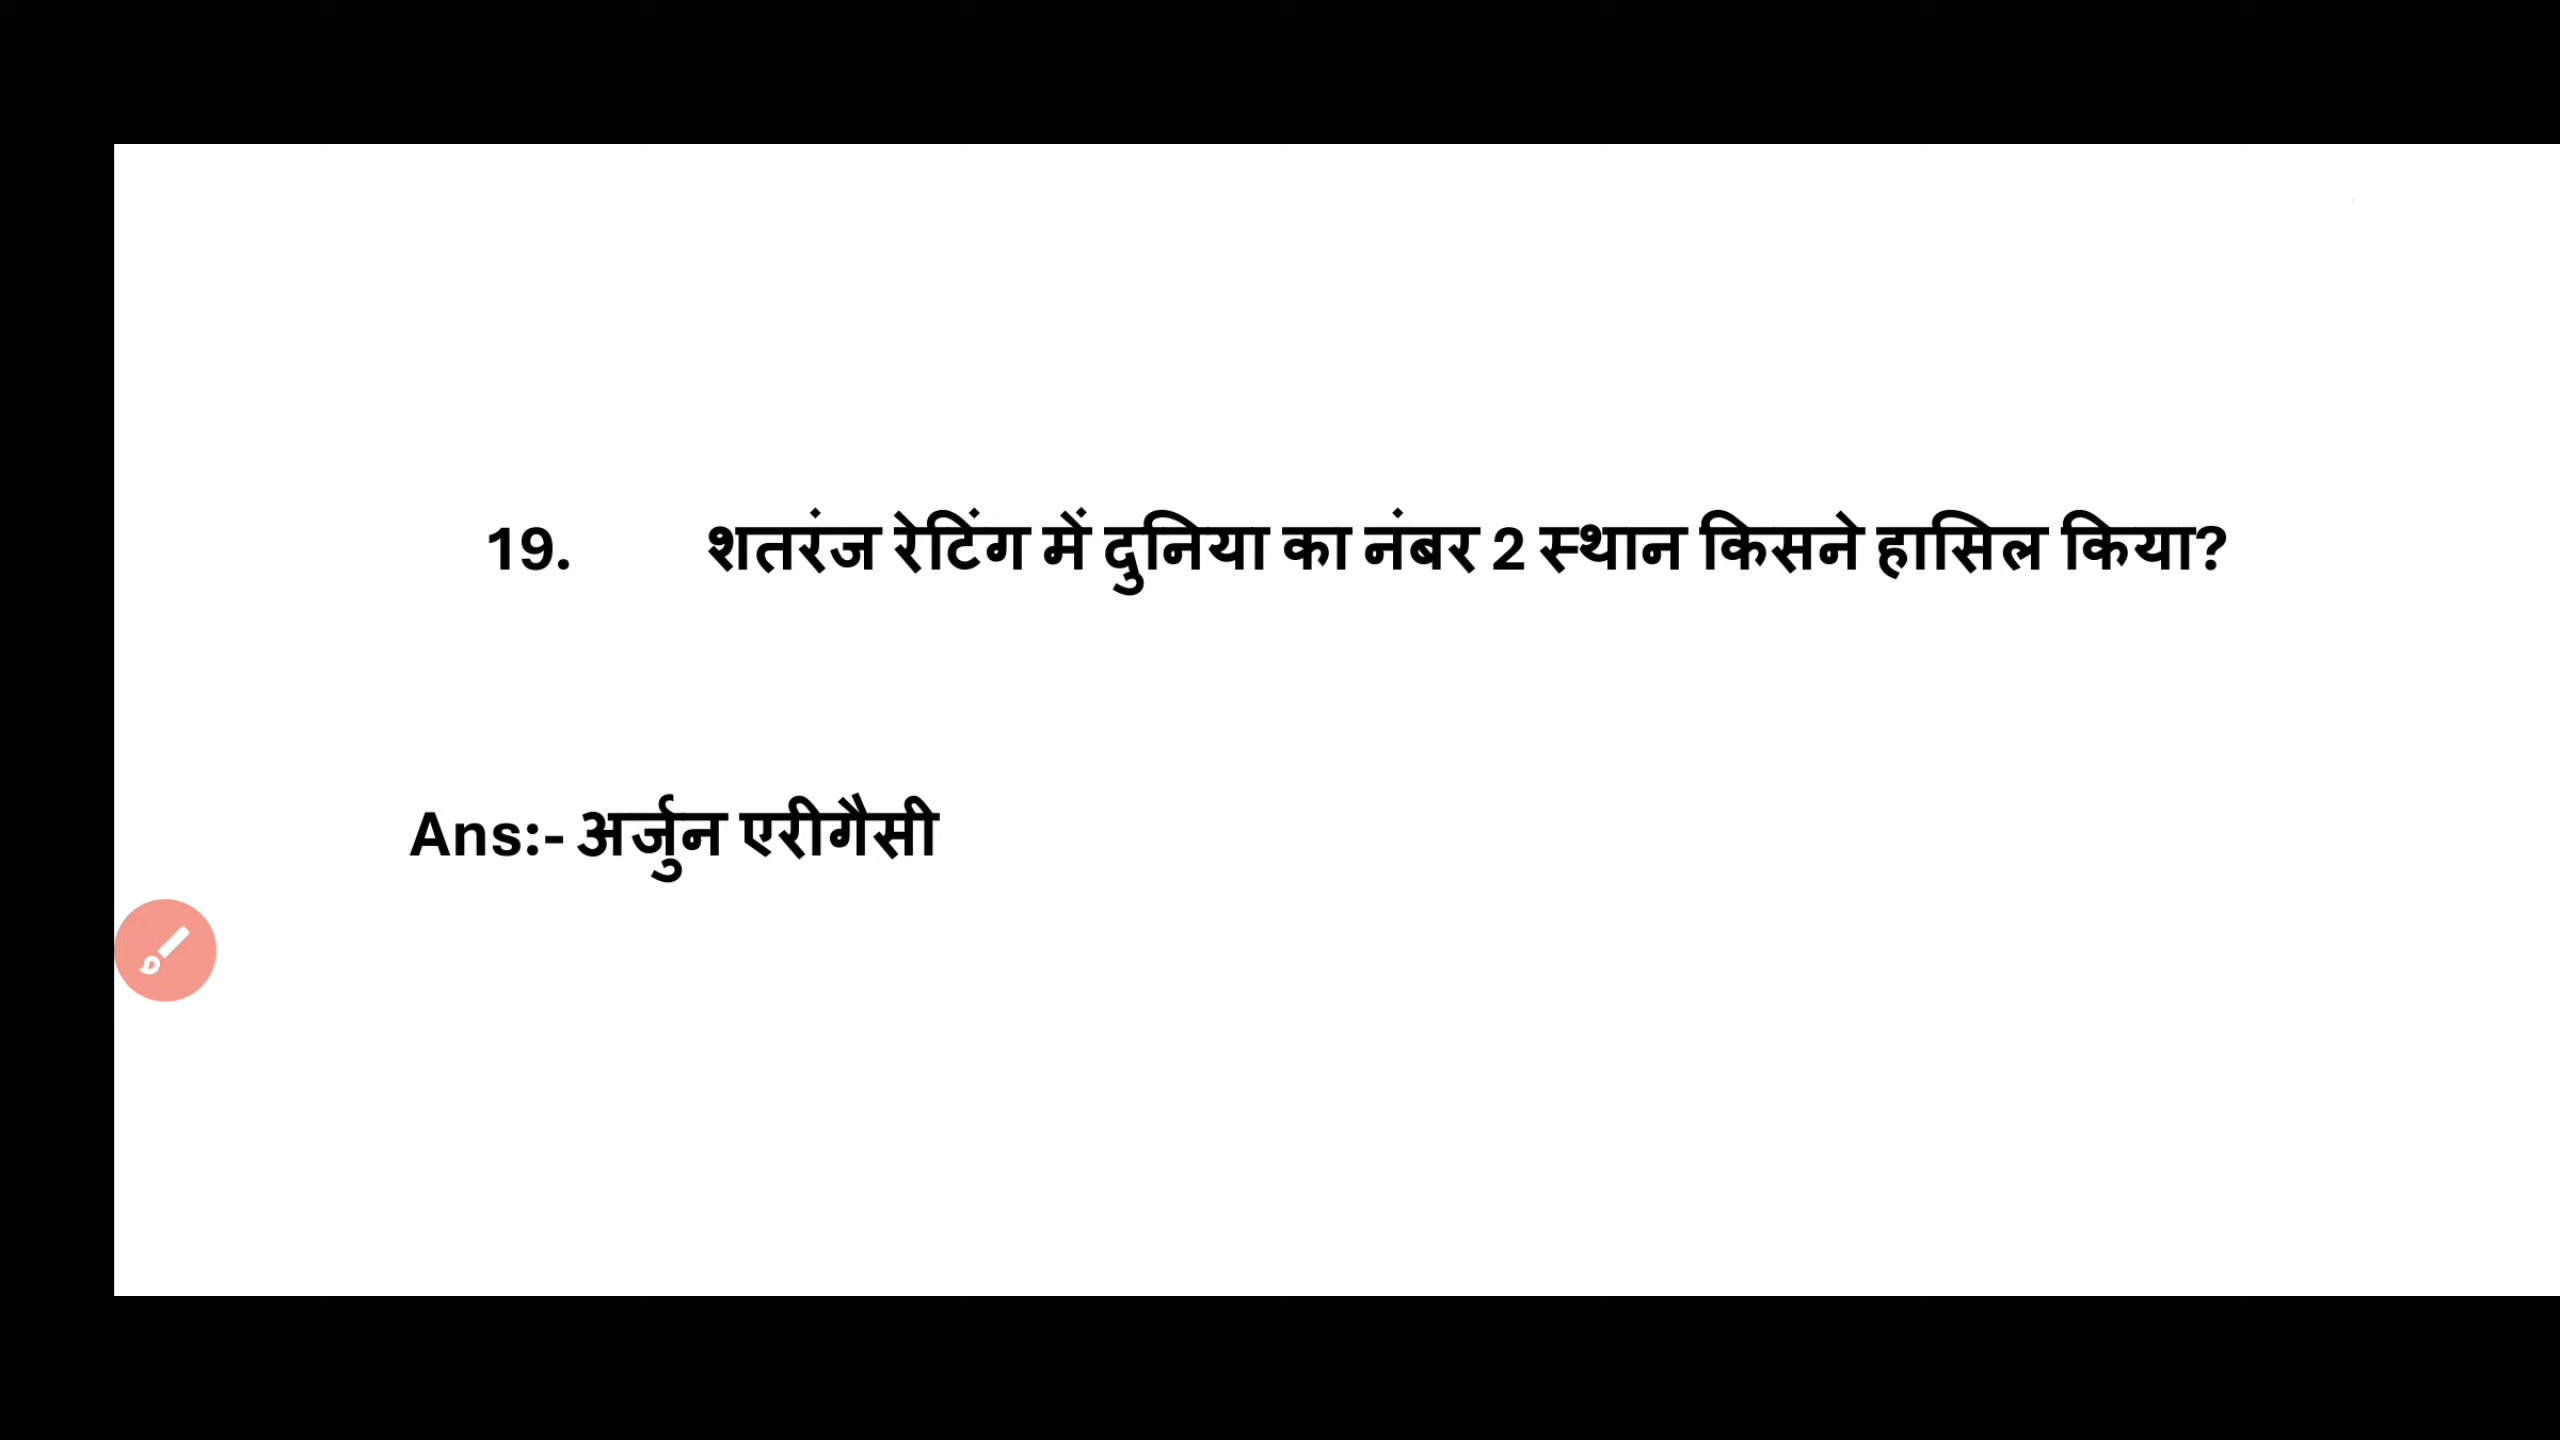 19. शतरंज रेटिंग में दुनिया का नंबर 2 स्थान किसने हासिल किया?
Ans:- अर्जुन एरीगैसी